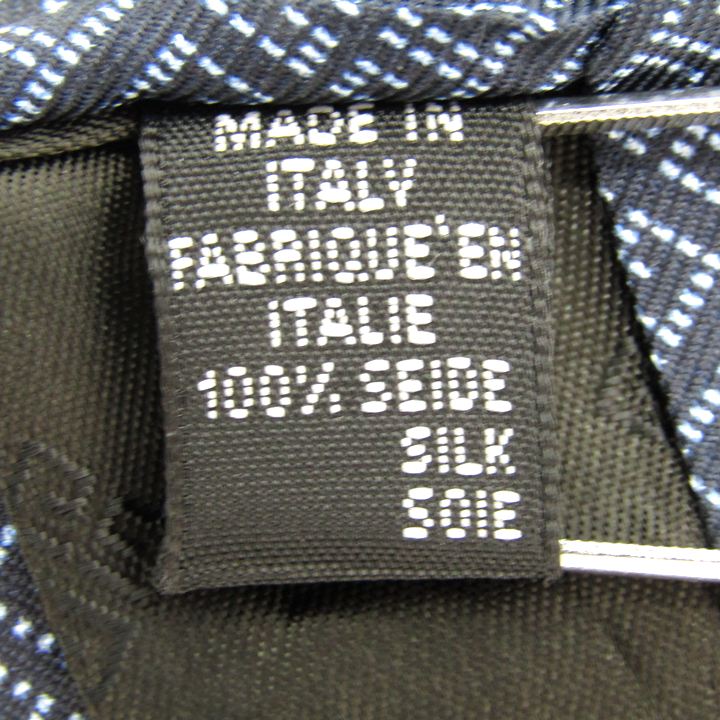 MADE IN
ITALY
FABRIQUE' EN
ITALIE
100% SEIDE
SILK
SOIE